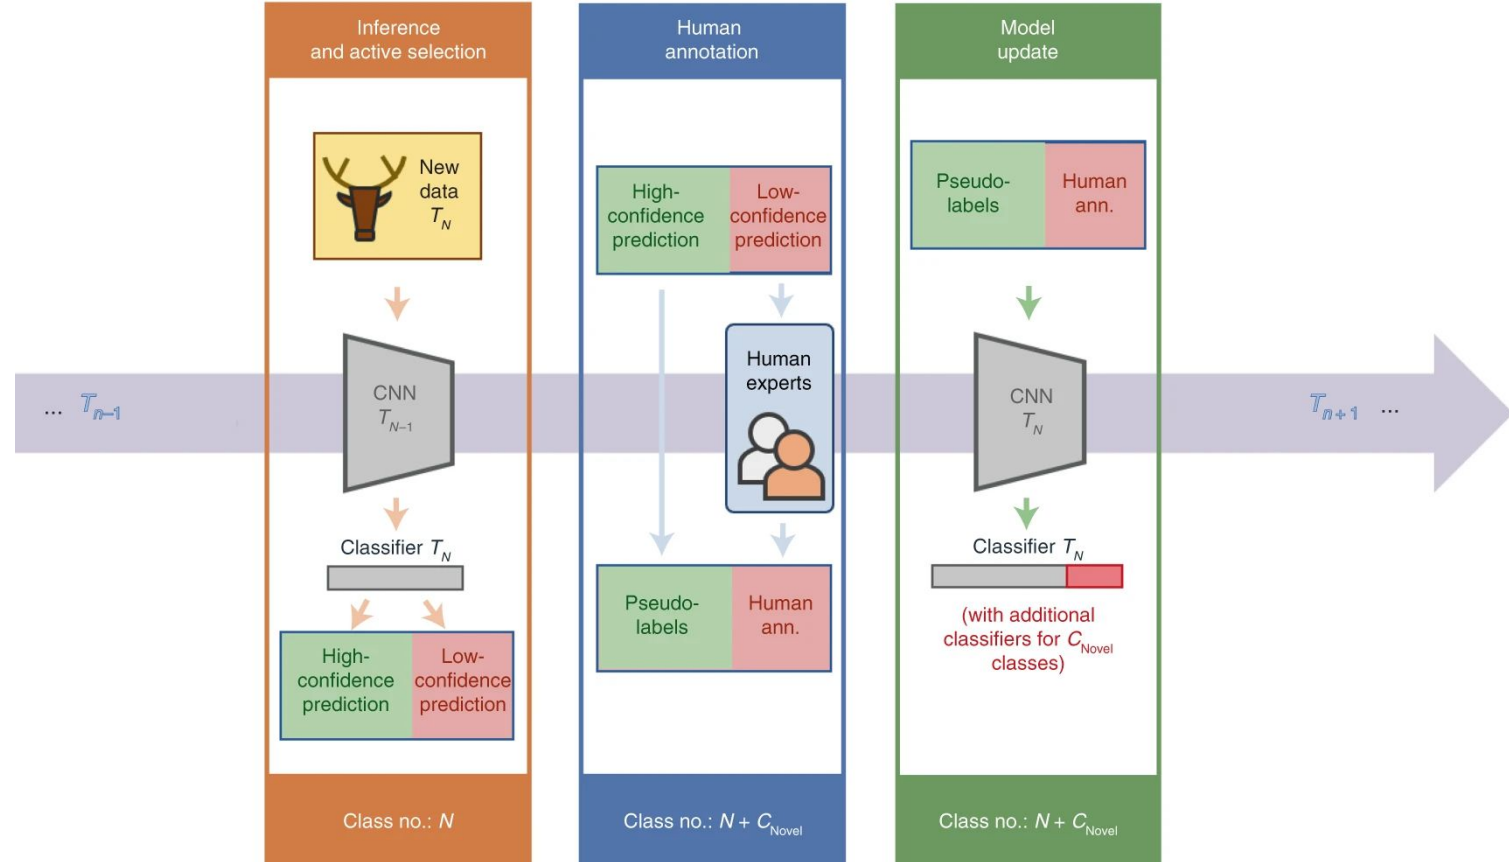 Inference
and active selection
New
data
T_N
CNN
T_{N–1}
Classifier T_N
High-
confidence
prediction
Low-
confidence
prediction
Class no.: N
Human
annotation
High-
confidence
prediction
Low-
confidence
prediction
Human
experts
Pseudo-
labels
Human
ann.
Class no.: N + C_Novel
Model
update
Pseudo-
labels
Human
ann.
CNN
T_N
Classifier T_N
(with additional
classifiers for C_Novel
classes)
Class no.: N + C_Novel
... T_{n–1}
T_{n+1} ...